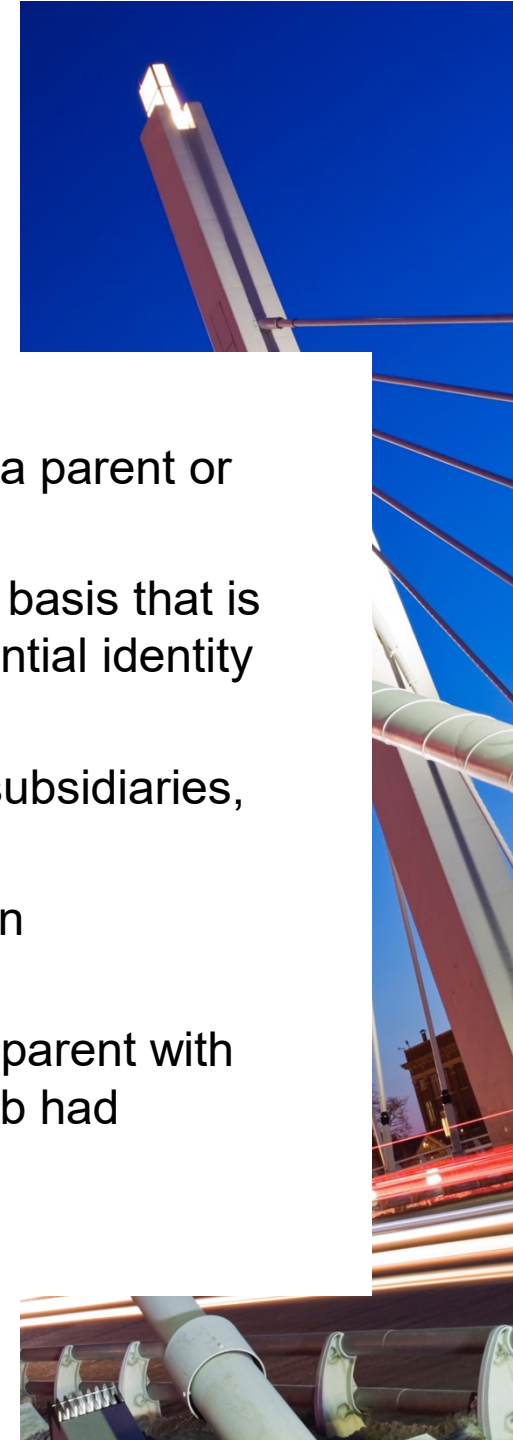 a parent or
basis that is
ntial identity
subsidiaries,
n
parent with
b had